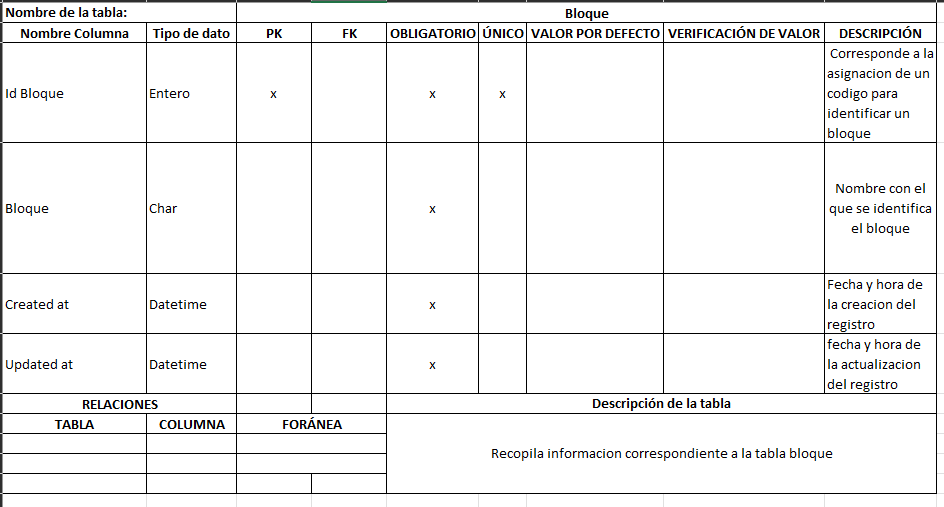 Nombre de la tabla: Bloque
Nombre Columna Tipo de dato PK FK OBLIGATORIO ÚNICO VALOR POR DEFECTO VERIFICACIÓN DE VALOR DESCRIPCIÓN
Id Bloque Entero x x x
Corresponde a la
asignacion de un
codigo para
identificar un
bloque
Bloque Char x
Nombre con el
que se identifica
el bloque
Created at Datetime x
Fecha y hora de
la creacion del
registro
Updated at Datetime x
fecha y hora de
la actualizacion
del registro
RELACIONES Descripción de la tabla
TABLA COLUMNA FORÁNEA
Recopila informacion correspondiente a la tabla bloque